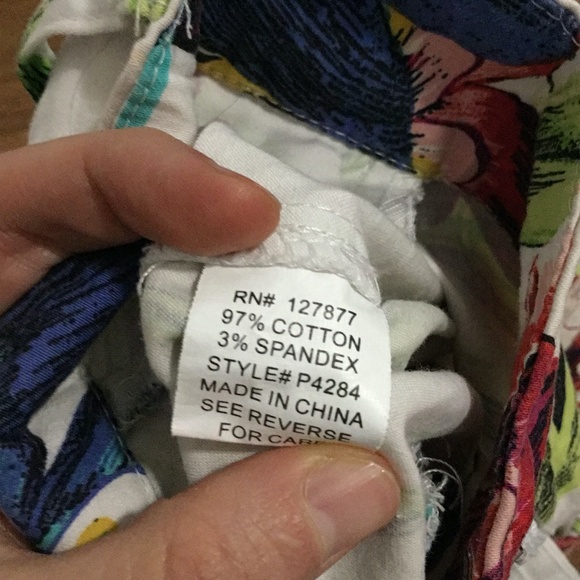 RN# 127877
97% COTTON
3% SPANDEX
STYLE# P4284
MADE IN CHINA
SEE REVERSE
FOR CARE